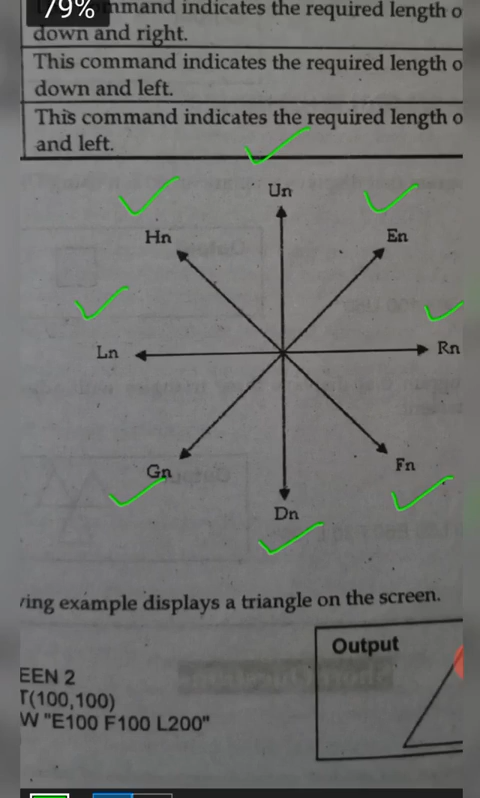 79%
mmand indicates the required length o
down and right.
This command indicates the required length o
down and left.
This command indicates the required length o
and left.
Un
Hn
En
Ln
Rn
Gn
Fn
Dn
ring example displays a triangle on the screen.
Output
EEN 2
T(100,100)
W "E100 F100 L200"